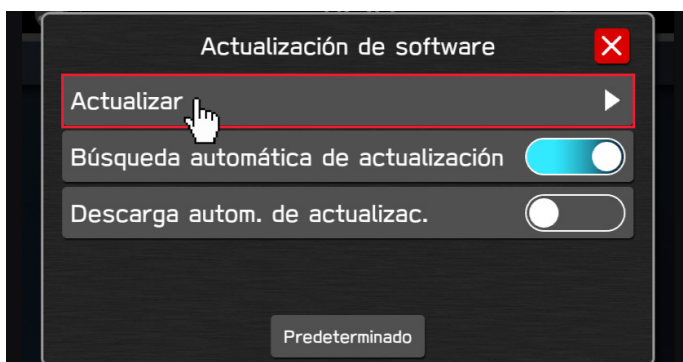 Actualización de software
Actualizar
Búsqueda automática de actualización
Descarga autom. de actualizac.
Predeterminado